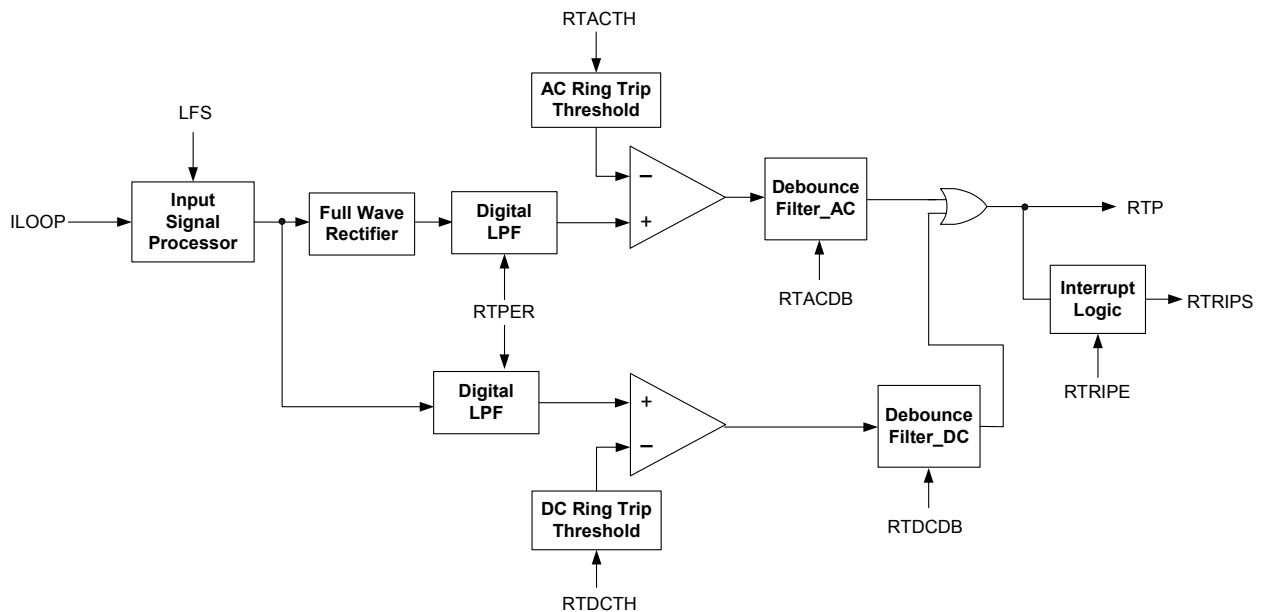 RTACTH
AC Ring Trip
Threshold
LFS
ILOOP
Input
Signal
Processor
Full Wave
Rectifier
Digital
LPF
−
+
Debounce
Filter_AC
RTP
RTPER
RTACDB
Interrupt
Logic
RTRIPS
RTRIPE
Digital
LPF
+
−
Debounce
Filter_DC
DC Ring Trip
Threshold
RTDCDB
RTDCTH